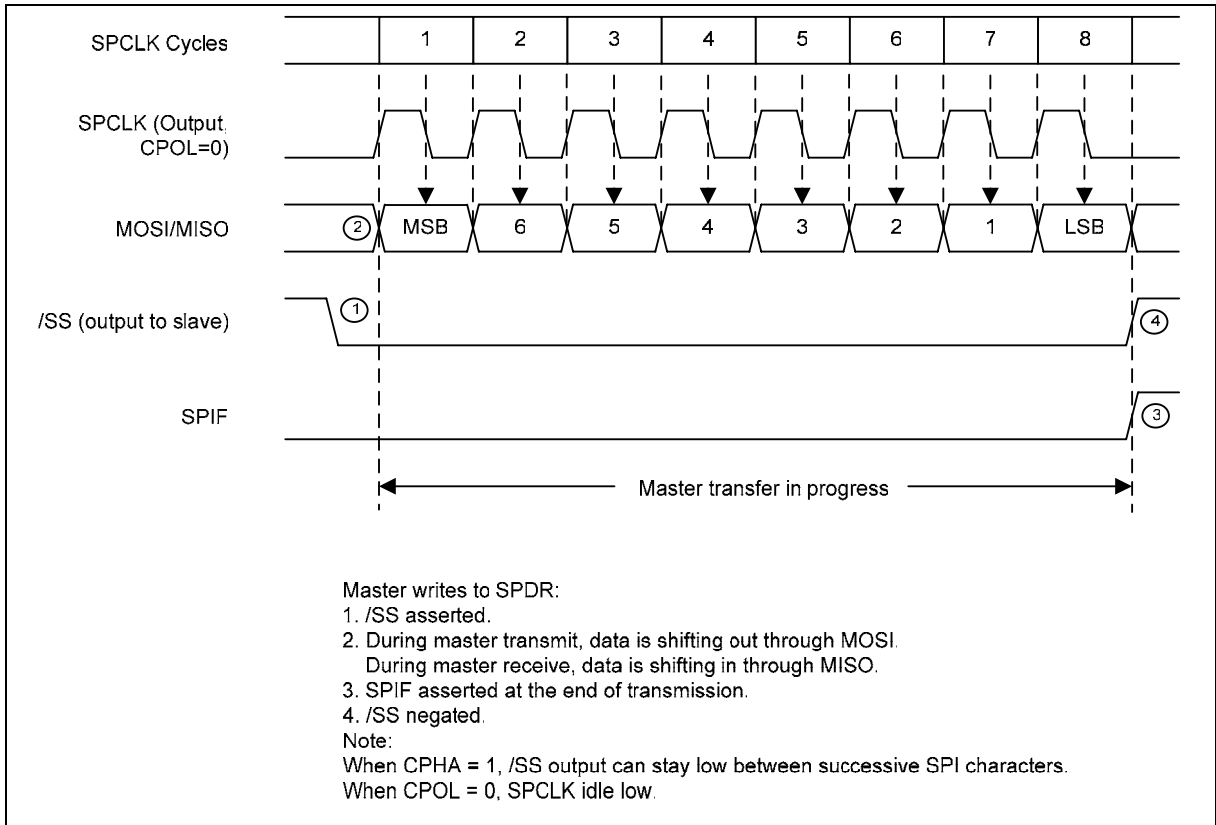 SPCLK Cycles
1 2 3 4 5 6 7 8
SPCLK (Output,
CPOL=0)
MOSI/MISO
2 MSB 6 5 4 3 2 1 LSB
/SS (output to slave)
1
4
SPIF
3
Master transfer in progress
Master writes to SPDR:
1. /SS asserted.
2. During master transmit, data is shifting out through MOSI.
During master receive, data is shifting in through MISO.
3. SPIF asserted at the end of transmission.
4. /SS negated.
Note:
When CPHA = 1, /SS output can stay low between successive SPI characters.
When CPOL = 0, SPCLK idle low.